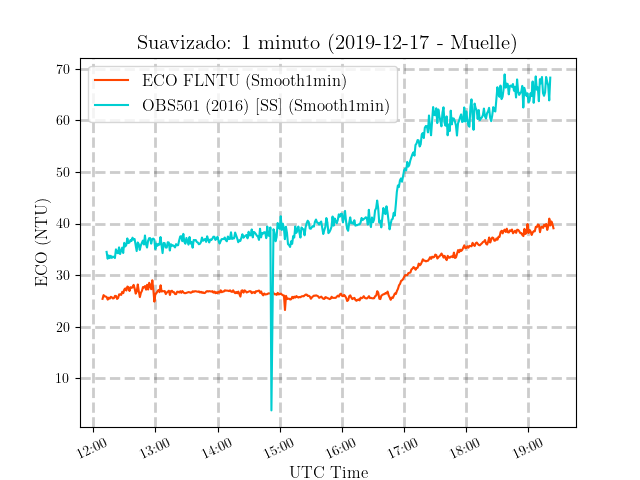 Suavizado: 1 minuto (2019-12-17 - Muelle)
ECO FLNTU (Smooth1min)
OBS501 (2016) [SS] (Smooth1min)
ECO (NTU)
70
60
50
40
30
20
10
12:00 13:00 14:00 15:00 16:00 17:00 18:00 19:00
UTC Time